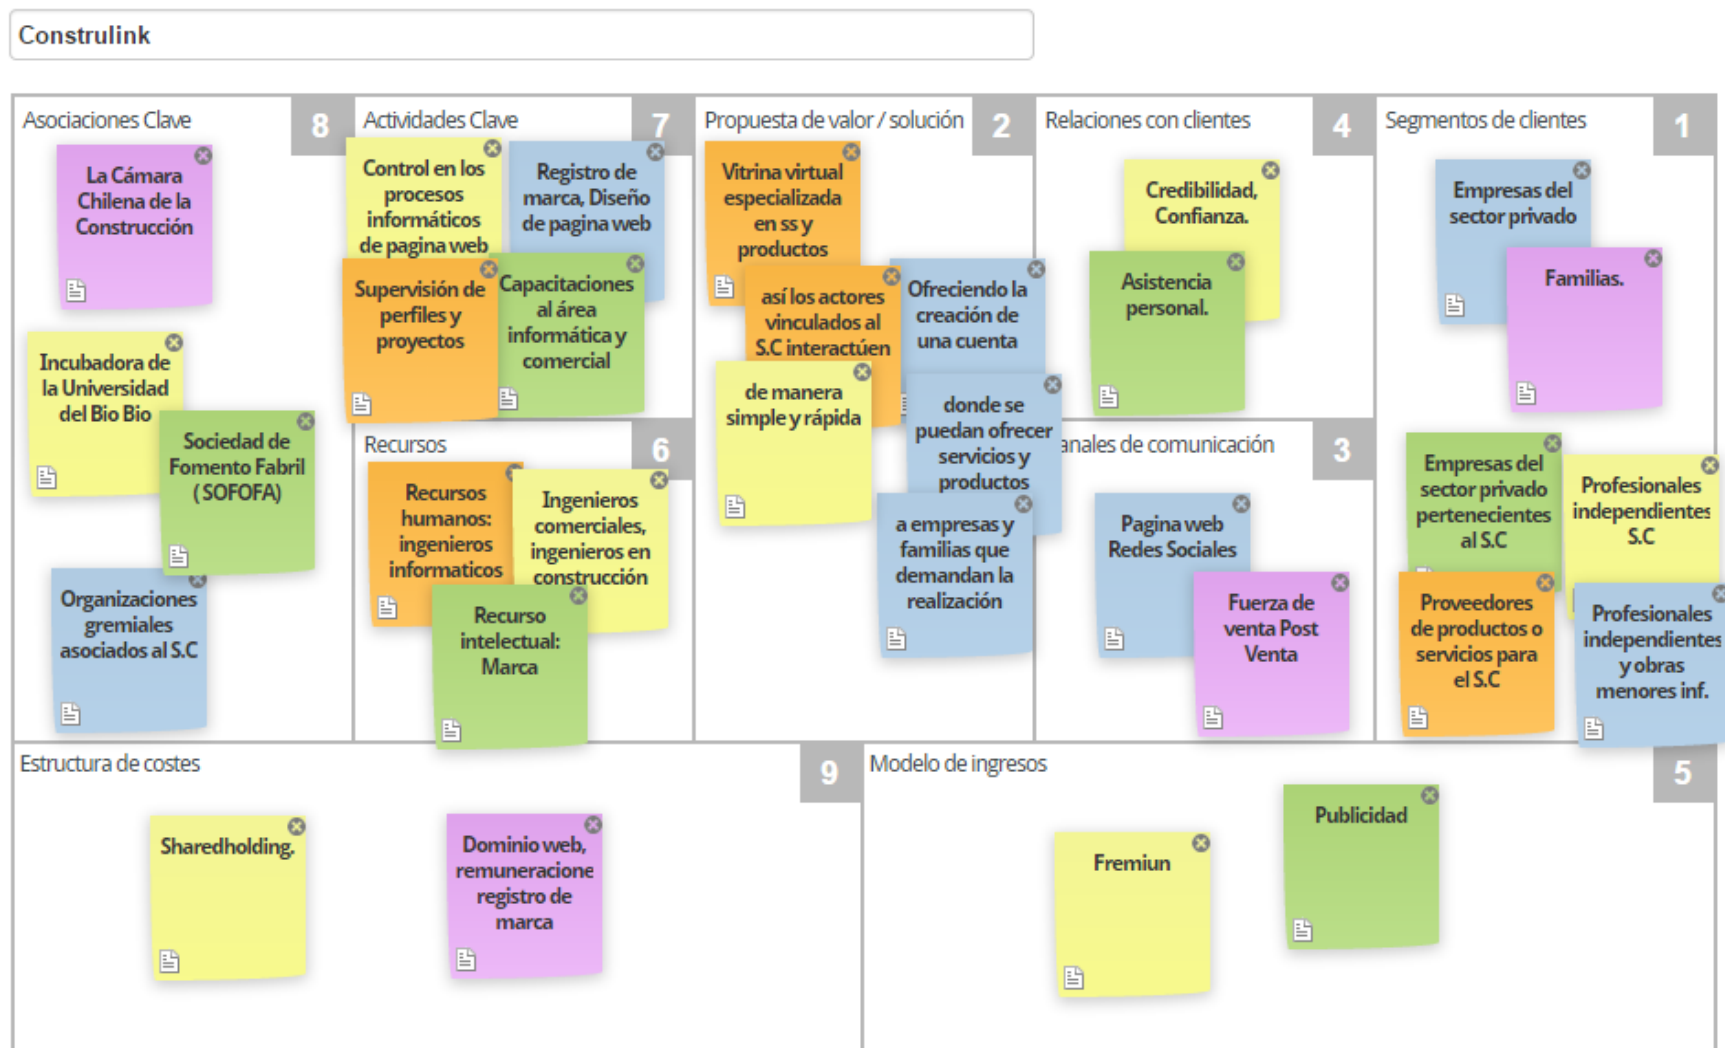 Construlink
Asociaciones Clave
8
La Cámara
Chilena de la
Construcción
Incubadora de
la Universidad
del Bio Bio
Sociedad de
Fomento Fabril
( SOFOFA)
Organizaciones
gremiales
asociados al S.C
Actividades Clave
7
Control en los
procesos
informáticos
de pagina web
Registro de
marca, Diseño
de pagina web
Supervisión de
perfiles y
proyectos
Capacitaciones
al área
informática y
comercial
Recursos
6
Recursos
humanos:
ingenieros
informaticos
Ingenieros
comerciales,
ingenieros en
construcción
Recurso
intelectual:
Marca
Propuesta de valor / solución
2
Vitrina virtual
especializada
en ss y
productos
así los actores
vinculados al
S.C interactúen
Ofreciendo la
creación de
una cuenta
de manera
simple y rápida
donde se
puedan ofrecer
servicios y
productos
a empresas y
familias que
demandan la
realización
Relaciones con clientes
4
Credibilidad,
Confianza.
Asistencia
personal.
anales de comunicación
3
Pagina web
Redes Sociales
Fuerza de
venta Post
Venta
Segmentos de clientes
1
Empresas del
sector privado
Familias.
Empresas del
sector privado
pertenecientes
al S.C
Profesionales
independientes
S.C
Proveedores
de productos o
servicios para
el S.C
Profesionales
independientes
y obras
menores inf.
Estructura de costes
9
Sharedholding.
Dominio web,
remuneracione
registro de
marca
Modelo de ingresos
5
Fremiun
Publicidad